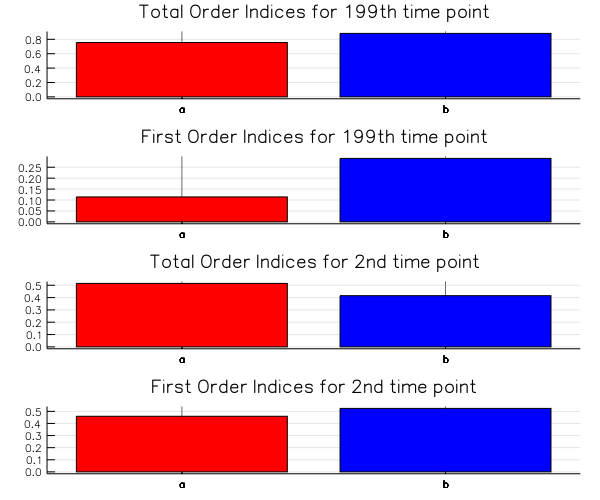 Total Order Indices for 199th time point
0.8
0.6
0.4
0.2
0.0
a
b
First Order Indices for 199th time point
0.25
0.20
0.15
0.10
0.05
0.00
a
b
Total Order Indices for 2nd time point
0.5
0.4
0.3
0.2
0.1
0.0
a
b
First Order Indices for 2nd time point
0.5
0.4
0.3
0.2
0.1
0.0
a
b